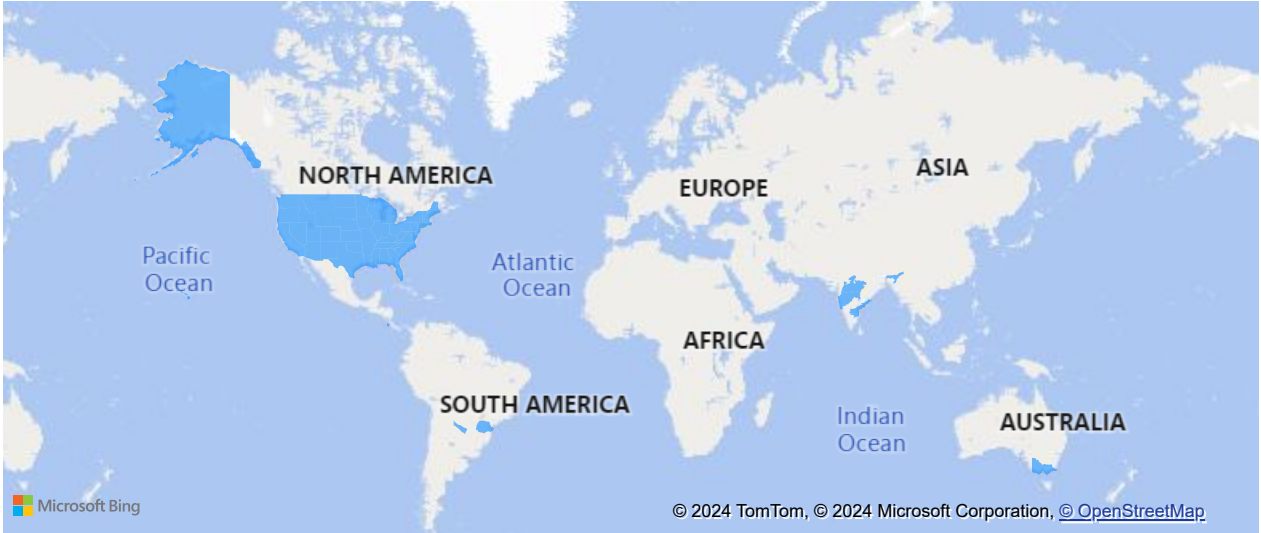 NORTH AMERICA
ASIA
EUROPE
Pacific
Ocean
Atlantic
Ocean
AFRICA
SOUTH AMERICA
Indian
Ocean
AUSTRALIA
Microsoft Bing
© 2024 TomTom, © 2024 Microsoft Corporation, © OpenStreetMap